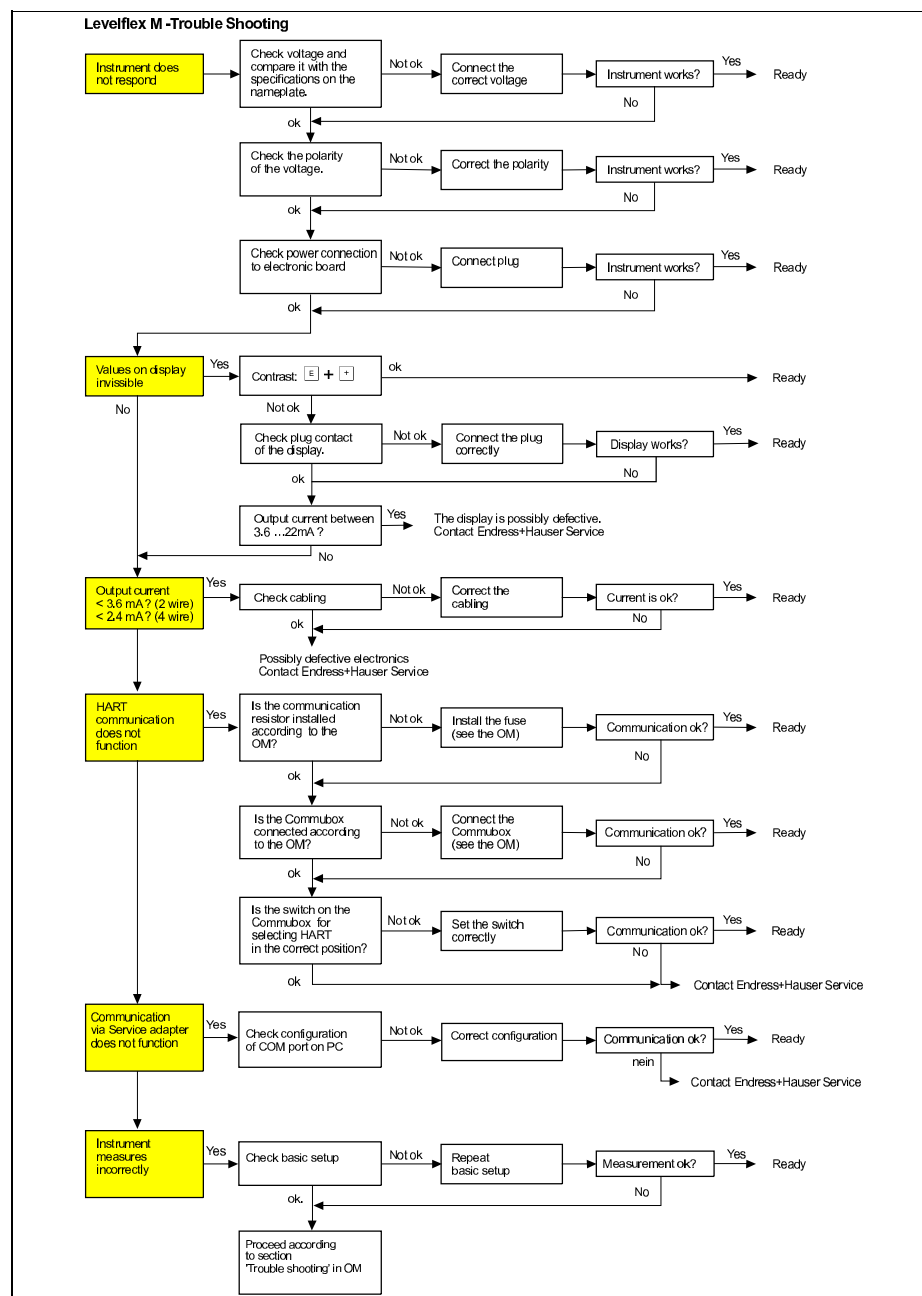 Levelflex M -Trouble Shooting
Instrument does
not respond
Check voltage and
compare it with the
specifications on the
nameplate.
Not ok
Connect the
correct voltage
Instrument works?
Yes
Ready
No
ok
Check the polarity
of the voltage.
Not ok
Correct the polarity
Instrument works?
Yes
Ready
No
ok
Check power connection
to electronic board
Not ok
Connect plug
Instrument works?
Yes
Ready
No
ok
Values on display
invissible
Yes
Contrast: E + +
ok
Ready
No
Not ok
Check plug contact
of the display.
Not ok
Connect the plug
correctly
Display works?
Yes
Ready
No
ok
Output current between
3.6 ...22mA ?
Yes
The display is possibly defective.
Contact Endress+Hauser Service
No
Output current
< 3.6 mA? (2 wire)
< 2.4 mA? (4 wire)
Yes
Check cabling
Not ok
Correct the
cabling
Current is ok?
Yes
Ready
No
ok
Possibly defective electronics
Contact Endress+Hauser Service
HART
communication
does not
function
Yes
Is the communication
resistor installed
according to the
OM?
Not ok
Install the fuse
(see the OM)
Communication ok?
Yes
Ready
No
ok
Is the Commubox
connected according
to the OM?
Not ok
Connect the
Commubox
(see the OM)
Communication ok?
Yes
Ready
No
ok
Is the switch on the
Commubox for
selecting HART
in the correct position?
Not ok
Set the switch
correctly
Communication ok?
Yes
Ready
No
ok
Contact Endress+Hauser Service
Communication
via Service adapter
does not function
Yes
Check configuration
of COM port on PC
Not ok
Correct configuration
Communication ok?
Yes
Ready
nein
Contact Endress+Hauser Service
Instrument
measures
incorrectly
Yes
Check basic setup
Not ok
Repeat
basic setup
Measurement ok?
Yes
Ready
No
ok.
Proceed according
to section
'Trouble shooting' in OM